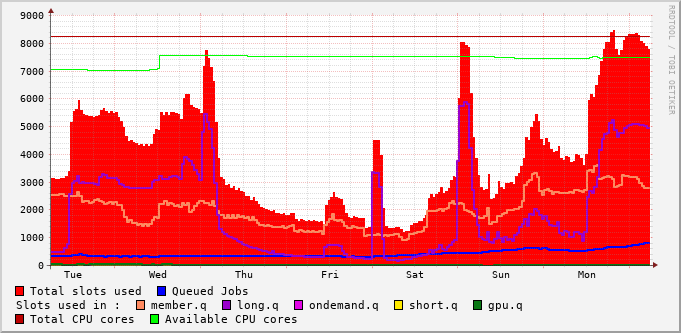 9000
8000
7000
6000
5000
4000
3000
2000
1000
0
Tue Wed Thu Fri Sat Sun Mon
RRDTOOL / TOBI OETIKER
Total slots used Queued Jobs
Slots used in : member.q long.q ondemand.q short.q gpu.q
Total CPU cores Available CPU cores